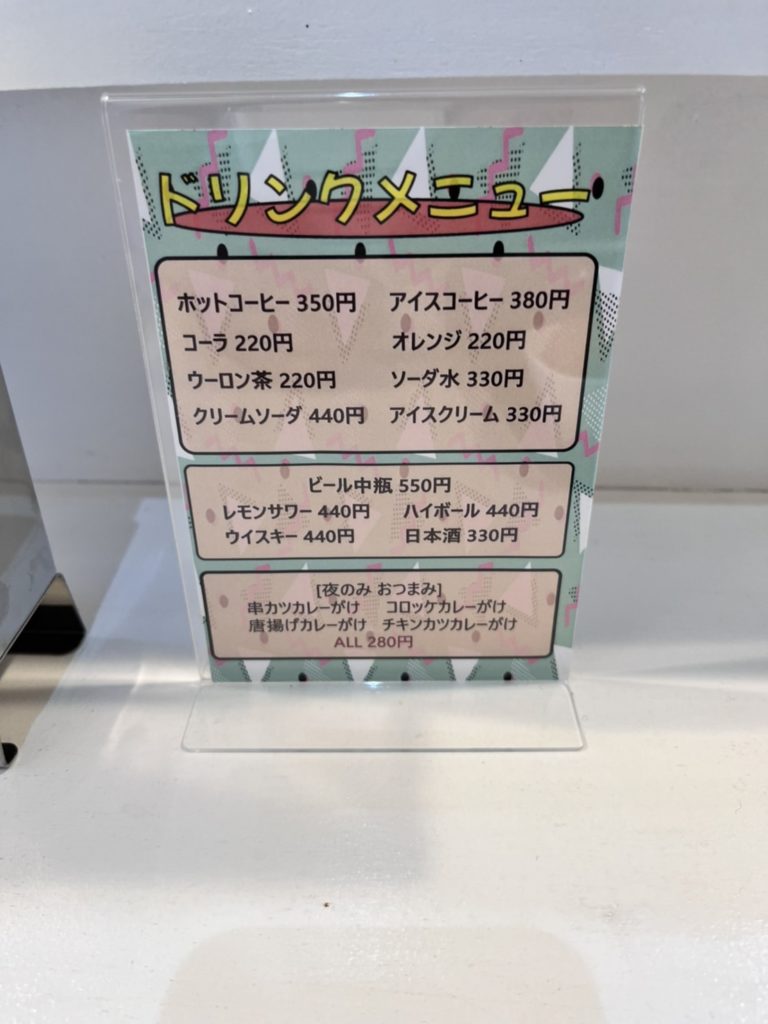 ドリンクメニュー
ホットコーヒー 350円 アイスコーヒー 380円
コーラ 220円 オレンジ 220円
ウーロン茶 220円 ソーダ水 330円
クリームソーダ 440円 アイスクリーム 330円
ビール中瓶 550円
レモンサワー 440円 ハイボール 440円
ウイスキー 440円 日本酒 330円
[夜のみ おつまみ]
串カツカレーがけ コロッケカレーがけ
唐揚げカレーがけ チキンカツカレーがけ
ALL 280円